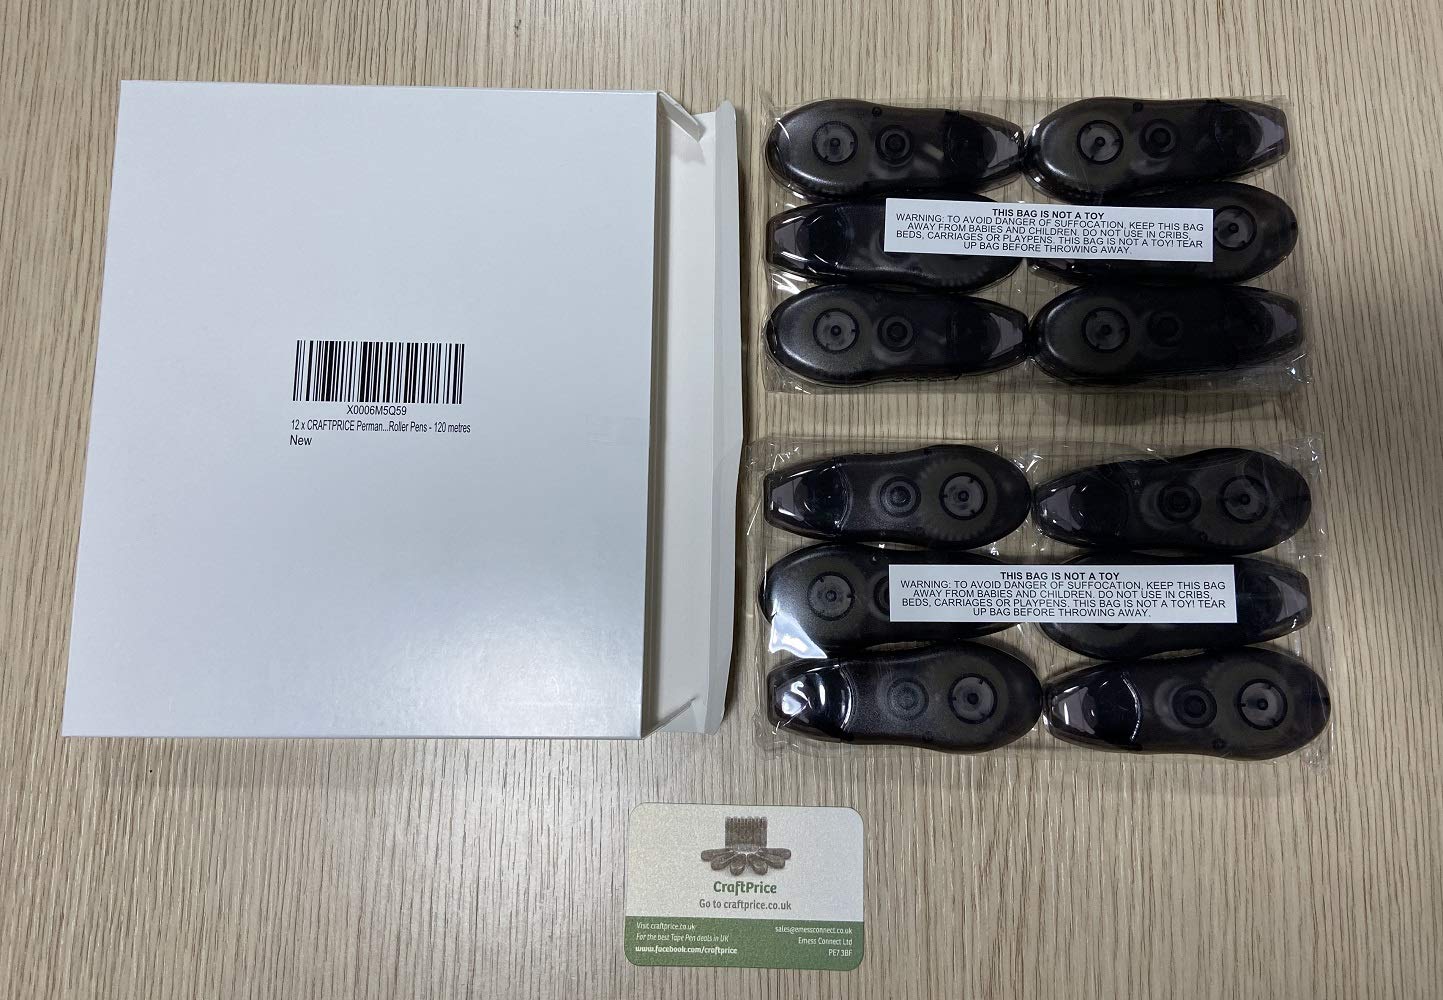 X0006M5Q59
12 x CRAFTPRICE Perman...Roller Pens - 120 metres
New
THIS BAG IS NOT A TOY
WARNING: TO AVOID DANGER OF SUFFOCATION, KEEP THIS BAG
AWAY FROM BABIES AND CHILDREN. DO NOT USE IN CRIBS,
BEDS, CARRIAGES OR PLAYPENS. THIS BAG IS NOT A TOY! TEAR
UP BAG BEFORE THROWING AWAY.
THIS BAG IS NOT A TOY
WARNING: TO AVOID DANGER OF SUFFOCATION, KEEP THIS BAG
AWAY FROM BABIES AND CHILDREN. DO NOT USE IN CRIBS,
BEDS, CARRIAGES OR PLAYPENS. THIS BAG IS NOT A TOY! TEAR
UP BAG BEFORE THROWING AWAY.
CraftPrice
Go to craftprice.co.uk
Visit craftprice.co.uk
For the best Tape Pen deals in UK
www.facebook.com/craftprice
sales@emessconnect.co.uk
Emess Connect Ltd
PE7 3BF